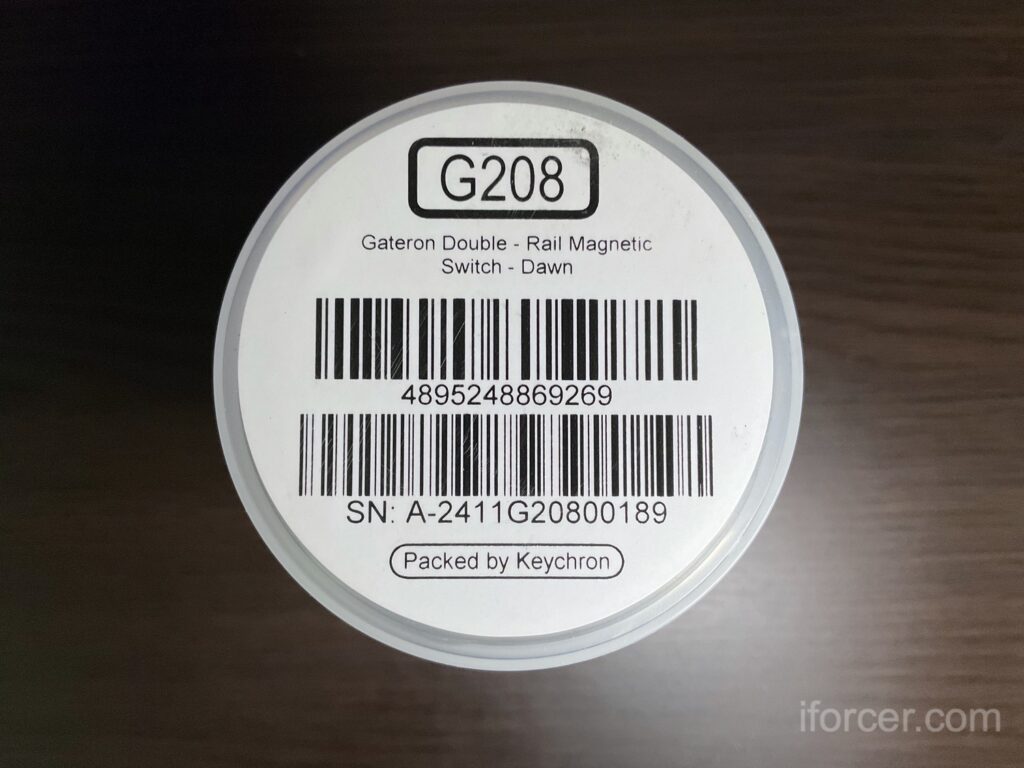 G208
Gateron Double - Rail Magnetic
Switch - Dawn
4895248869269
SN: A-2411G20800189
Packed by Keychron
iforcer.com